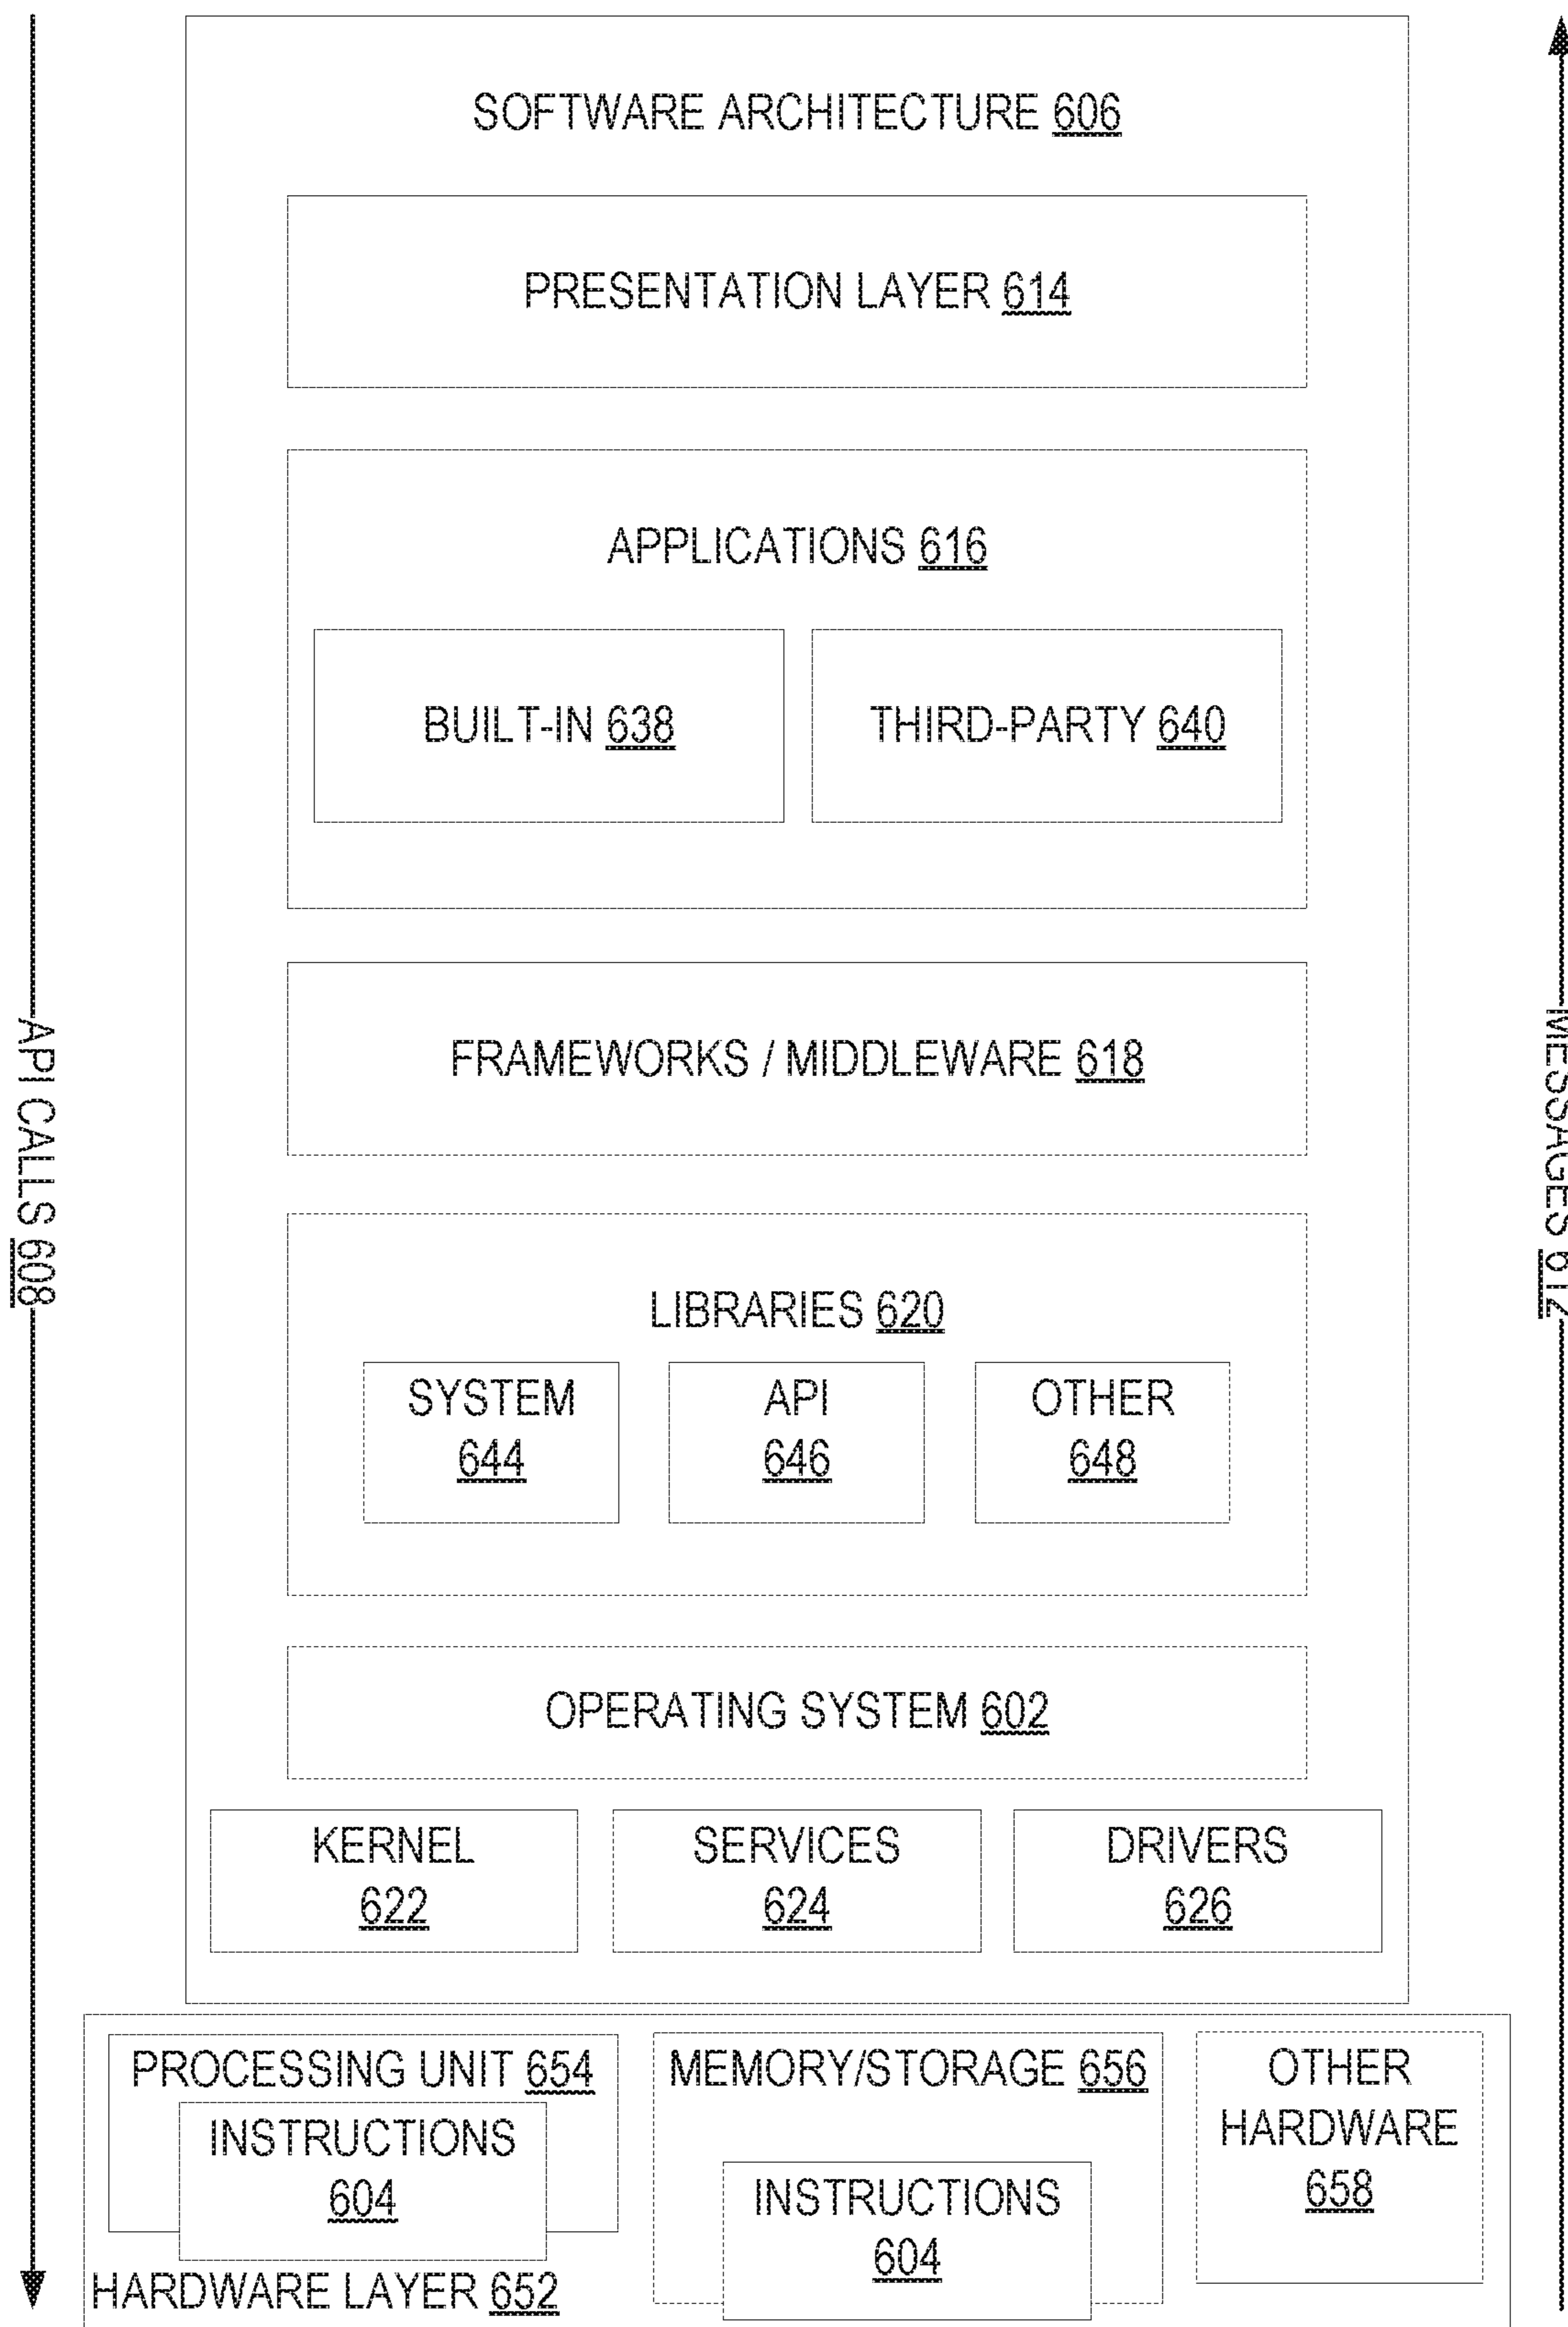 SOFTWARE ARCHITECTURE 606
PRESENTATION LAYER 614
APPLICATIONS 616
BUILT-IN 638
THIRD-PARTY 640
FRAMEWORKS / MIDDLEWARE 618
API CALLS 608
MESSAGES 612
LIBRARIES 620
SYSTEM
644
API
646
OTHER
648
OPERATING SYSTEM 602
KERNEL
622
SERVICES
624
DRIVERS
626
PROCESSING UNIT 654
INSTRUCTIONS
604
MEMORY/STORAGE 656
INSTRUCTIONS
604
OTHER
HARDWARE
658
HARDWARE LAYER 652